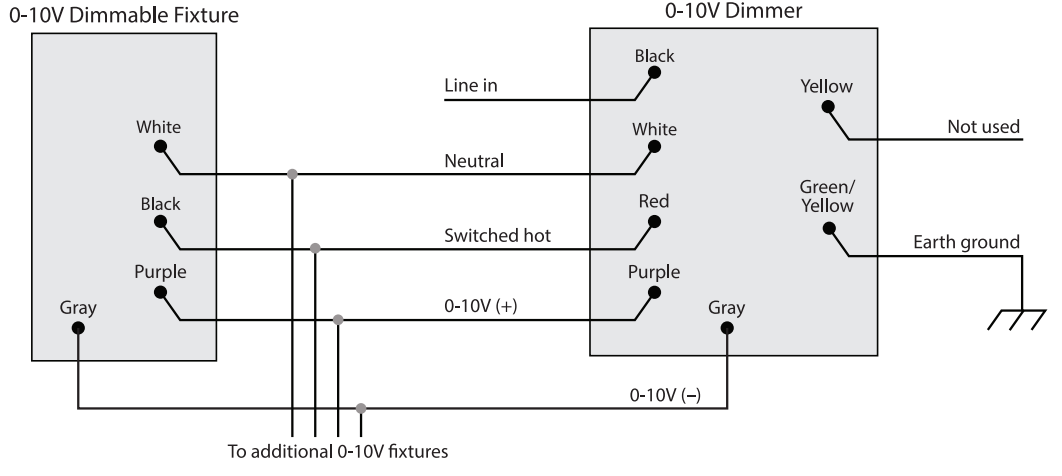 0-10V Dimmable Fixture
0-10V Dimmer
Black
Line in
Yellow
White
White
Not used
Neutral
Green/
Yellow
Black
Red
Switched hot
Earth ground
Purple
Purple
Gray
0-10V (+)
Gray
0-10V (–)
To additional 0-10V fixtures